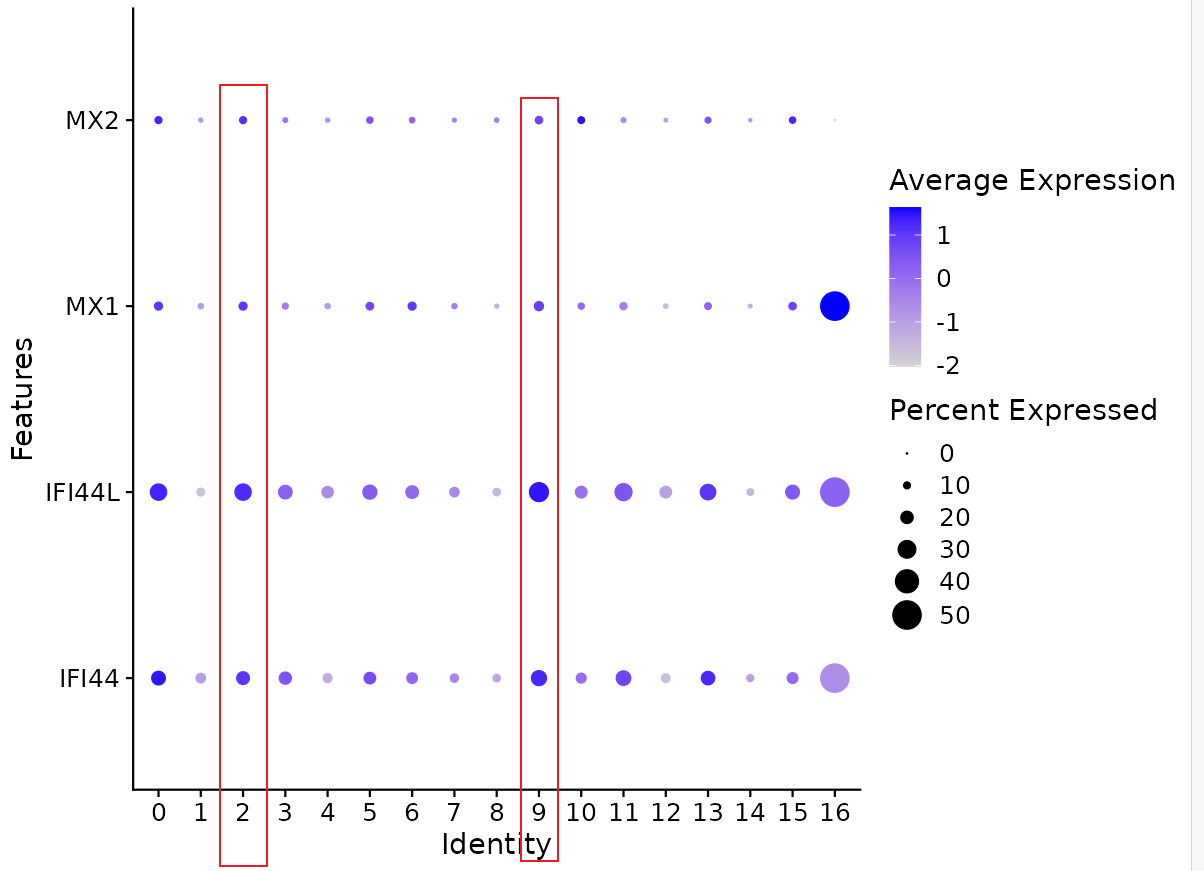 MX2
MX1
IFI44L
IFI44
Features
0 1 2 3 4 5 6 7 8 9 10 11 12 13 14 15 16
Identity
Average Expression
1
0
-1
-2
Percent Expressed
0
10
20
30
40
50